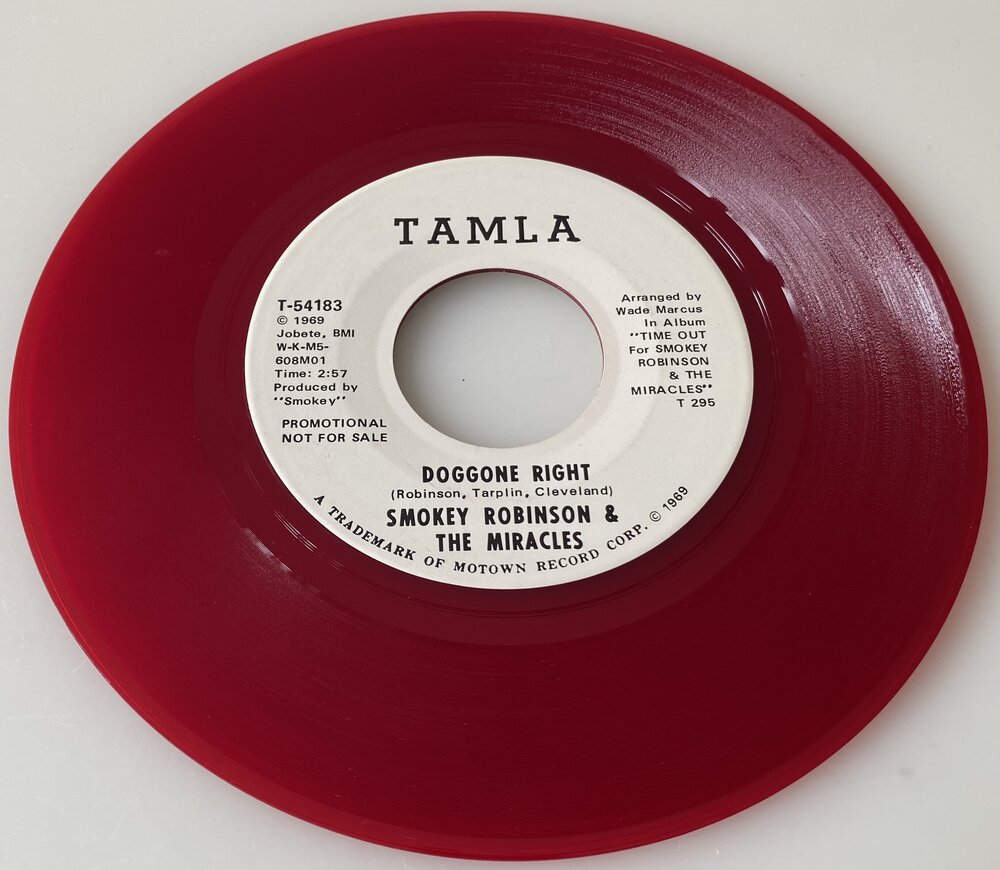 TAMLA
T-54183
© 1969
Jobete, BMI
W-K-M5-
608M01
Time: 2:57
Produced by
"Smokey"
PROMOTIONAL
NOT FOR SALE
Arranged by
Wade Marcus
In Album
"TIME OUT
For SMOKEY
ROBINSON
& THE
MIRACLES"
T 295
DOGGONE RIGHT
(Robinson, Tarplin, Cleveland)
SMOKEY ROBINSON &
THE MIRACLES
A TRADEMARK OF MOTOWN RECORD CORP. © 1969